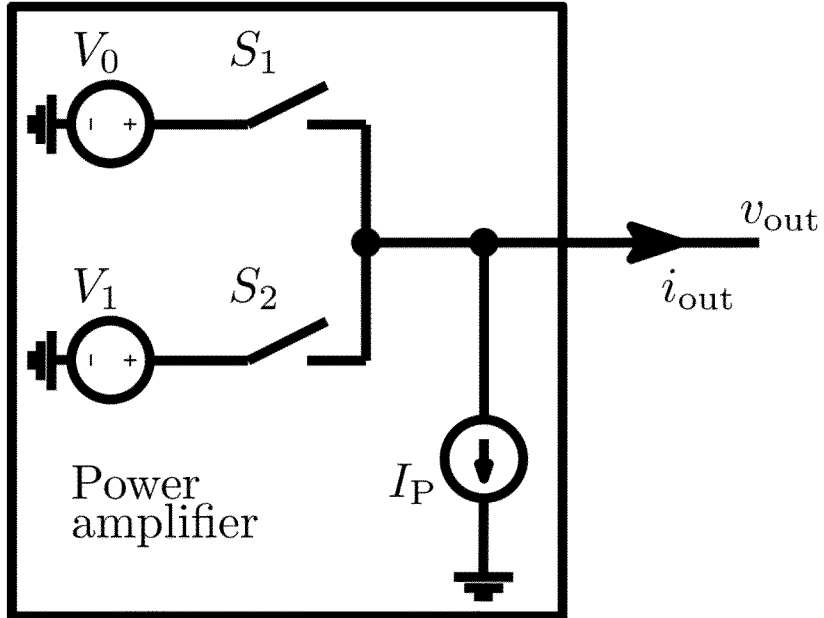 V0 S1
- +
vout
iout
V1 S2
- +
IP
Power
amplifier